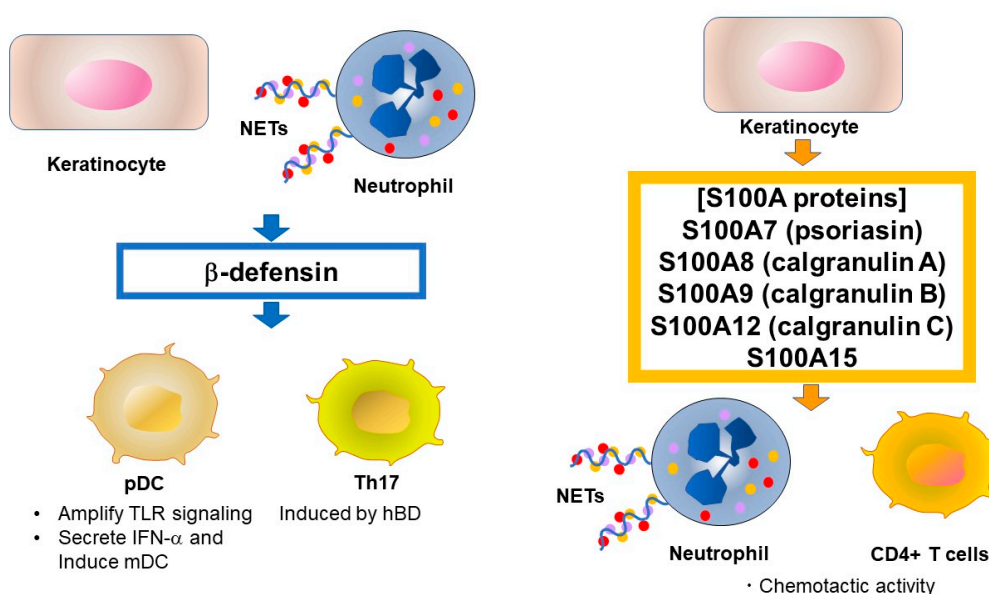 Keratinocyte
NETs
Neutrophil
β-defensin
pDC
• Amplify TLR signaling
• Secrete IFN-α and
Induce mDC
Th17
Induced by hBD
Keratinocyte
[S100A proteins]
S100A7 (psoriasin)
S100A8 (calgranulin A)
S100A9 (calgranulin B)
S100A12 (calgranulin C)
S100A15
NETs
Neutrophil
CD4+ T cells
・Chemotactic activity